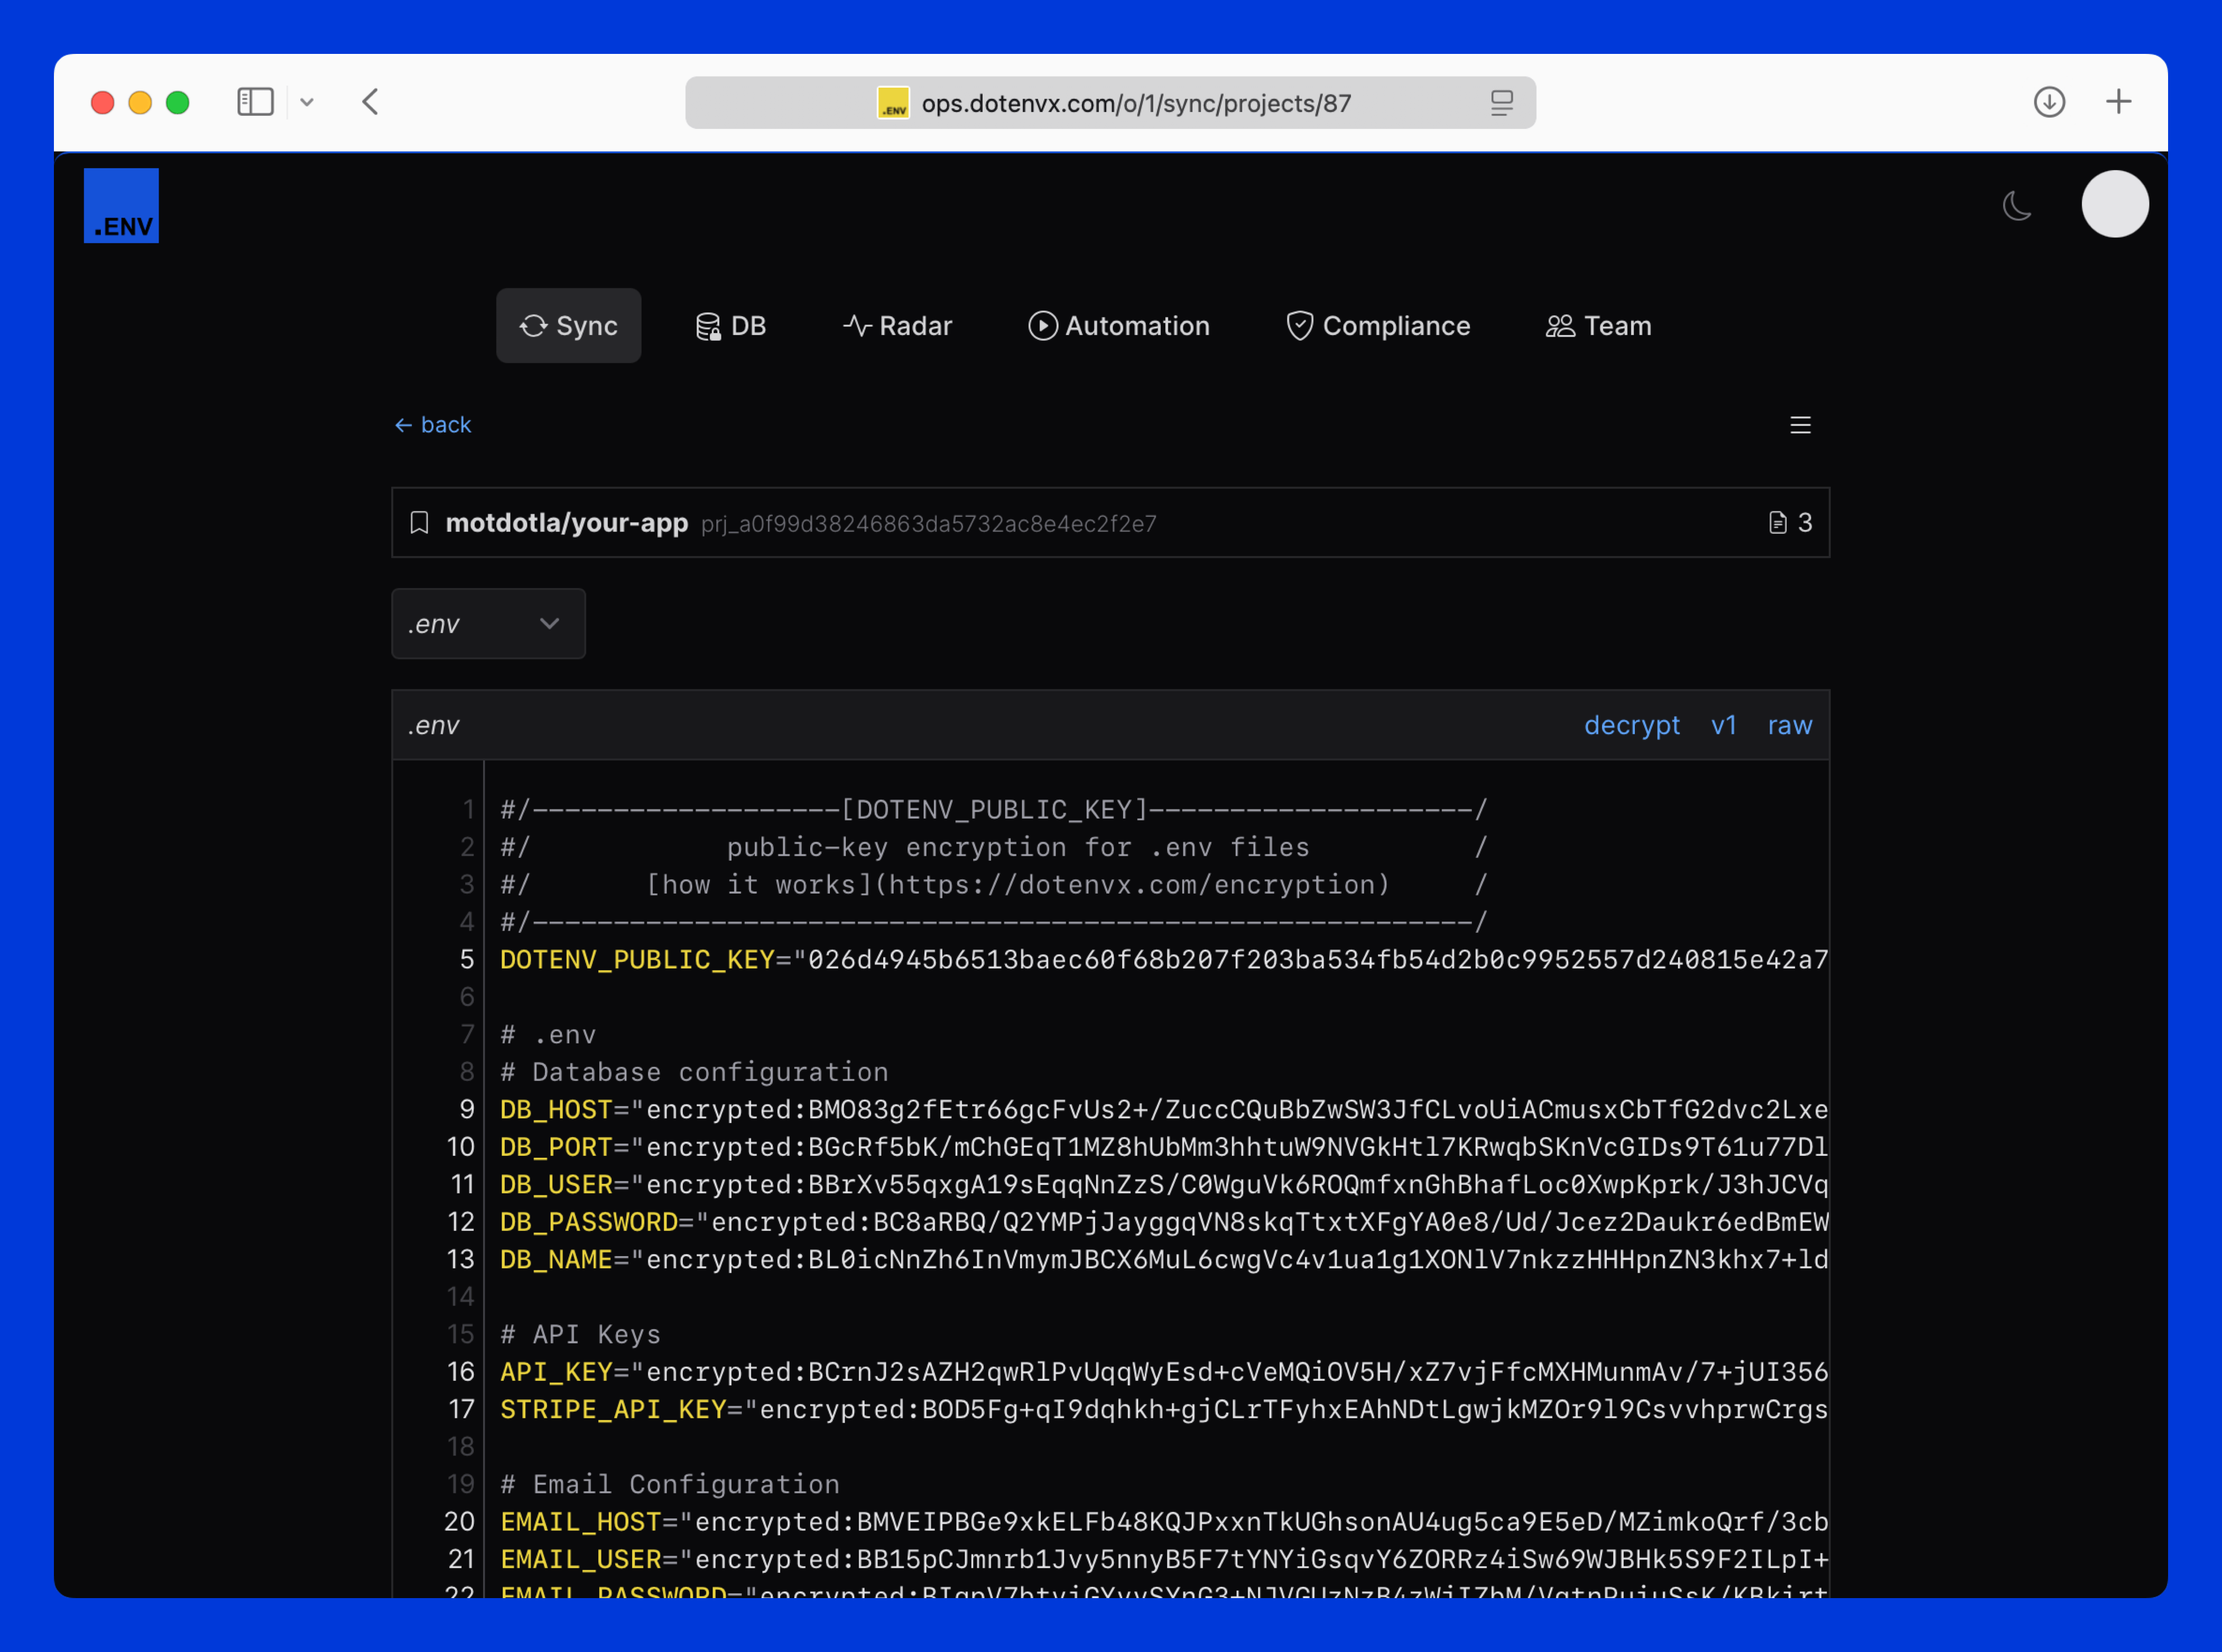 .ENV ops.dotenvx.com/o/1/sync/projects/87
.ENV
Sync DB Radar Automation Compliance Team
← back
motdotla/your-app prj_a0f99d38246863da5732ac8e4ec2f2e7 3
.env
.env decrypt v1 raw
1 #/-------------------[DOTENV_PUBLIC_KEY]--------------------/
2 #/            public-key encryption for .env files          /
3 #/       [how it works](https://dotenvx.com/encryption)     /
4 #/----------------------------------------------------------/
5 DOTENV_PUBLIC_KEY="026d4945b6513baec60f68b207f203ba534fb54d2b0c9952557d240815e42a7
6
7 # .env
8 # Database configuration
9 DB_HOST="encrypted:BMO83g2fEtr66gcFvUs2+/ZuccCQuBbZwSW3JfCLvoUiACmusxCbTfG2dvc2Lxe
10 DB_PORT="encrypted:BGcRf5bK/mChGEqT1MZ8hUbMm3hhtuW9NVGkHtl7KRwqbSKnVcGIDs9T61u77Dl
11 DB_USER="encrypted:BBrXv55qxgA19sEqqNnZzS/C0WguVk6ROQmfxnGhBhafLoc0XwpKprk/J3hJCVq
12 DB_PASSWORD="encrypted:BC8aRBQ/Q2YMPjJayggqVN8skqTtxtXFgYA0e8/Ud/Jcez2Daukr6edBmEW
13 DB_NAME="encrypted:BL0icNnZh6InVmymJBCX6MuL6cwgVc4v1ua1g1XONlV7nkzzHHHpnZN3khx7+ld
14
15 # API Keys
16 API_KEY="encrypted:BCrnJ2sAZH2qwRlPvUqqWyEsd+cVeMQiOV5H/xZ7vjFfcMXHMunmAv/7+jUI356
17 STRIPE_API_KEY="encrypted:BOD5Fg+qI9dqhkh+gjCLrTFyhxEAhNDtLgwjkMZOr9l9CsvvhprwCrgs
18
19 # Email Configuration
20 EMAIL_HOST="encrypted:BMVEIPBGe9xkELFb48KQJPxxnTkUGhsonAU4ug5ca9E5eD/MZimkoQrf/3cb
21 EMAIL_USER="encrypted:BB15pCJmnrb1Jvy5nnyB5F7tYNYiGsqvY6ZORRz4iSw69WJBHk5S9F2ILpI+
22 EMAIL_PASSWORD="encrypted: